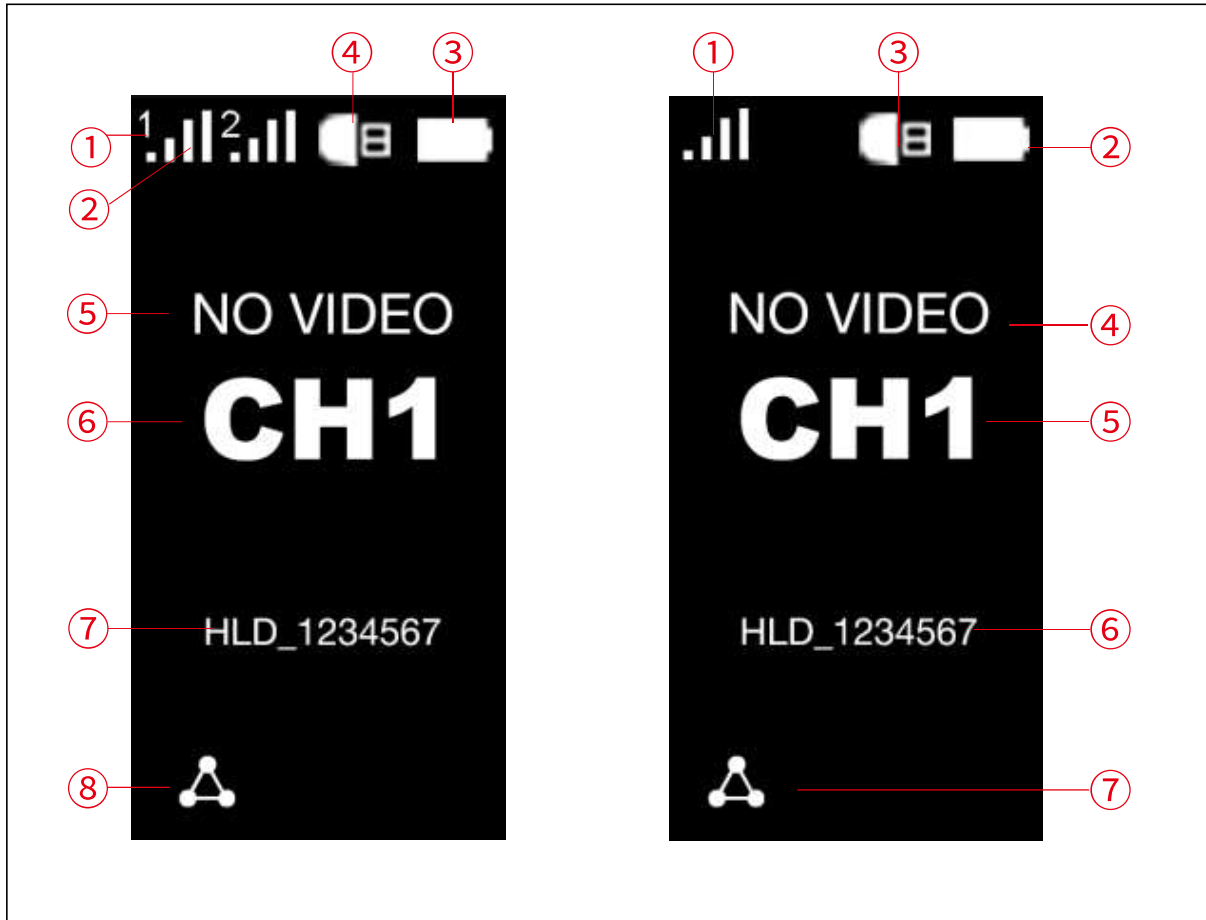 ④ ③ ① ③
1 2
① ②
②
NO VIDEO NO VIDEO
⑤ ④
CH1 CH1
⑥ ⑤
HLD_1234567 HLD_1234567
⑦ ⑥
⑧ ⑦